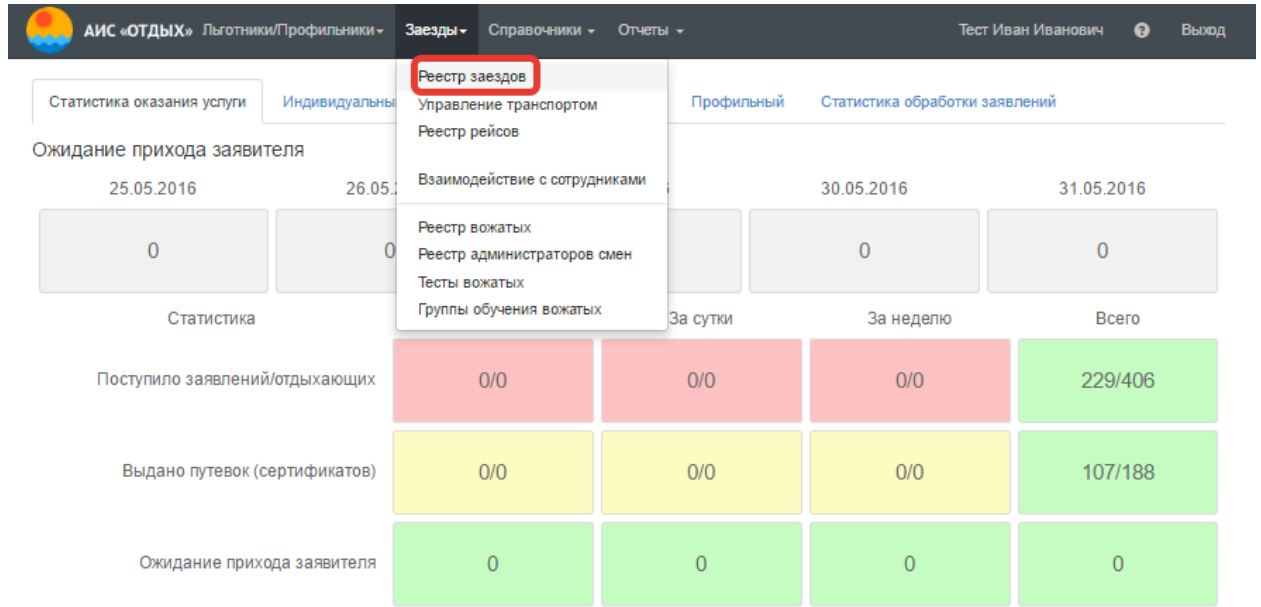 АИС «ОТДЫХ» Льготники/Профильники Заезды Справочники Отчеты Тест Иван Иванович ? Выход
Реестр заездов
Управление транспортом
Реестр рейсов
Взаимодействие с сотрудниками
Реестр вожатых
Реестр администраторов смен
Тесты вожатых
Группы обучения вожатых
Статистика оказания услуги Индивидуальны Профильный Статистика обработки заявлений
Ожидание прихода заявителя
25.05.2016 26.05. 30.05.2016 31.05.2016
0 0 0 0
Статистика За сутки За неделю Всего
Поступило заявлений/отдыхающих 0/0 0/0 0/0 229/406
Выдано путевок (сертификатов) 0/0 0/0 0/0 107/188
Ожидание прихода заявителя 0 0 0 0